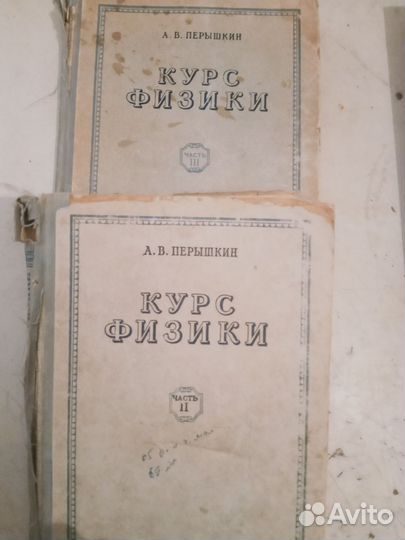 А. В. ПЕРЫШКИН
КУРС
ФИЗИКИ
ЧАСТЬ
III
А. В. ПЕРЫШКИН
КУРС
ФИЗИКИ
ЧАСТЬ
II
Avito